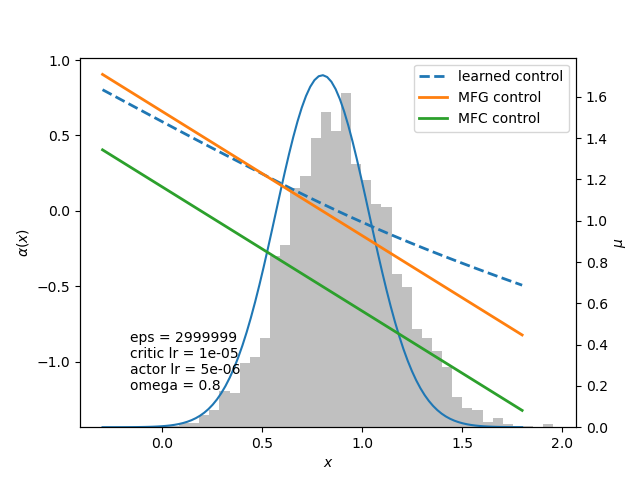 learned control
MFG control
MFC control
1.0
0.5
0.0
−0.5
−1.0
α(x)
1.6
1.4
1.2
1.0
0.8
0.6
0.4
0.2
0.0
μ
eps = 2999999
critic lr = 1e-05
actor lr = 5e-06
omega = 0.8
0.0 0.5 1.0 1.5 2.0
x